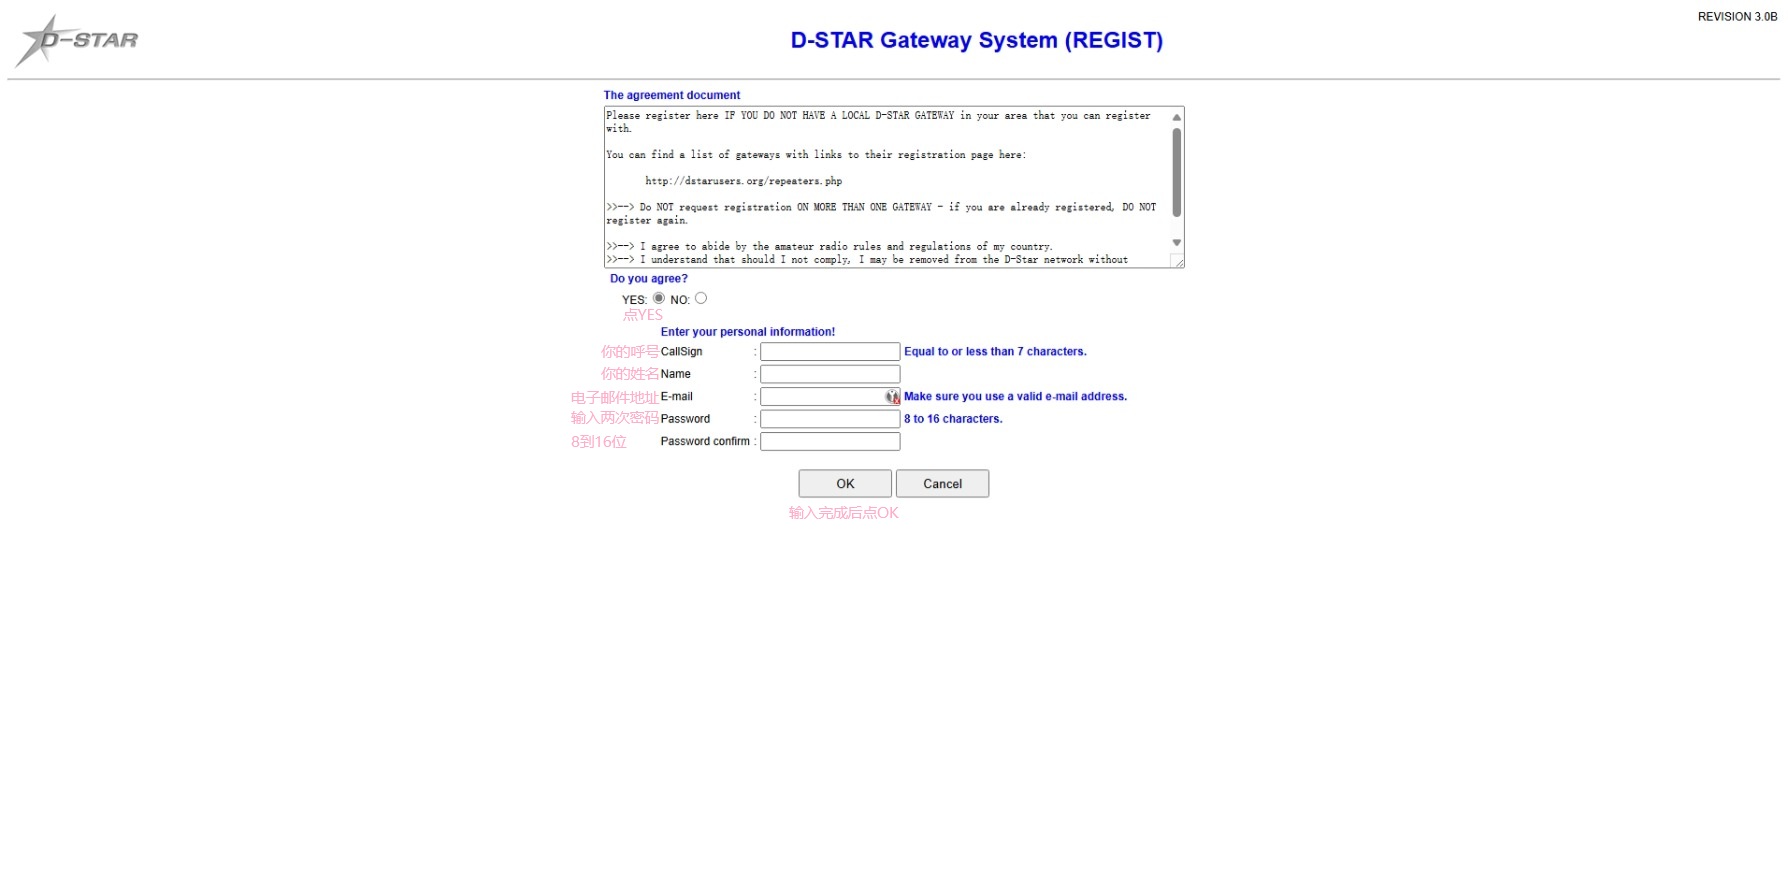 D-STAR
REVISION 3.0B
D-STAR Gateway System (REGIST)
The agreement document
Please register here IF YOU DO NOT HAVE A LOCAL D-STAR GATEWAY in your area that you can register
with.
You can find a list of gateways with links to their registration page here:
http://dstarusers.org/repeaters.php
>>--> Do NOT request registration ON MORE THAN ONE GATEWAY - if you are already registered, DO NOT
register again.
>>--> I agree to abide by the amateur radio rules and regulations of my country.
>>--> I understand that should I not comply, I may be removed from the D-Star network without
Do you agree?
YES: NO:
点YES
Enter your personal information!
你的呼号 CallSign : Equal to or less than 7 characters.
你的姓名 Name :
电子邮件地址 E-mail : Make sure you use a valid e-mail address.
输入两次密码 Password : 8 to 16 characters.
8到16位 Password confirm :
OK Cancel
输入完成后点OK